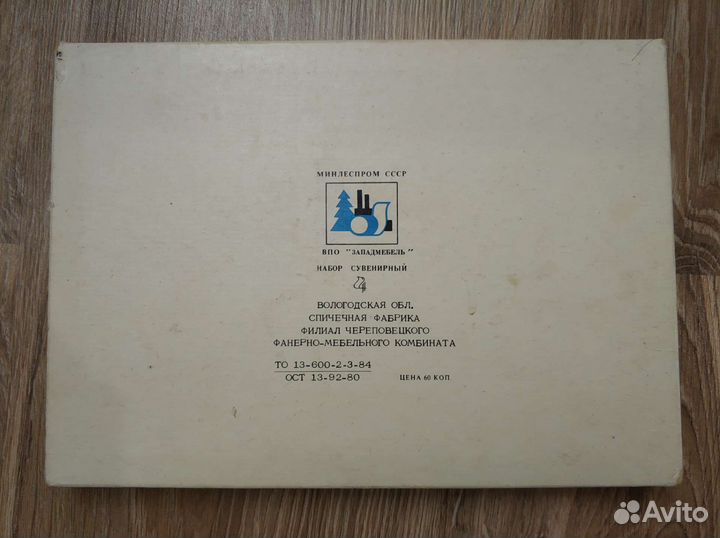 МИНЛЕСПРОМ СССР
ВПО "ЗАПАДМЕБЕЛЬ"
НАБОР СУВЕНИРНЫЙ
ВОЛОГОДСКАЯ ОБЛ.
СПИЧЕЧНАЯ ФАБРИКА
ФИЛИАЛ ЧЕРЕПОВЕЦКОГО
ФАНЕРНО-МЕБЕЛЬНОГО КОМБИНАТА
ТО 13-600-2-3-84
ОСТ 13-92-80 ЦЕНА 60 КОП.
Avito